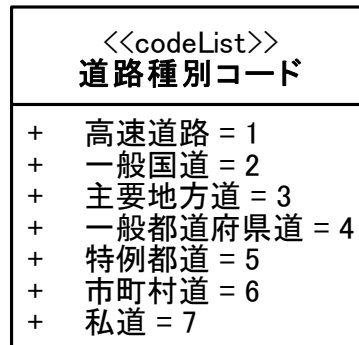 <<codeList>>
道路種別コード
+ 高速道路 = 1
+ 一般国道 = 2
+ 主要地方道 = 3
+ 一般都道府県道 = 4
+ 特例都道 = 5
+ 市町村道 = 6
+ 私道 = 7